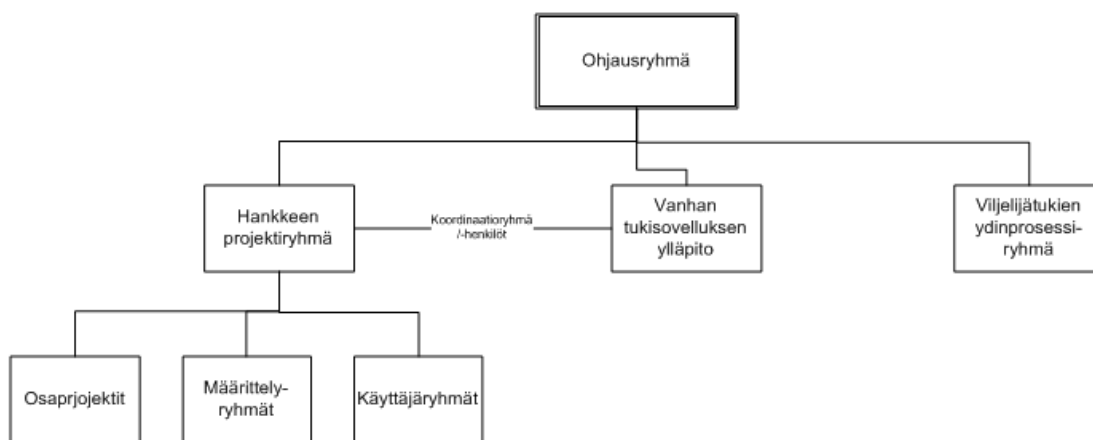 Ohjausryhmä
Hankkeen
projektiryhmä
Koordinaatioryhmä
/-henkilöt
Vanhan
tukisovelluksen
ylläpito
Viljelijätukien
ydinprosessi-
ryhmä
Osaprjojektit
Määrittely-
ryhmät
Käyttäjäryhmät